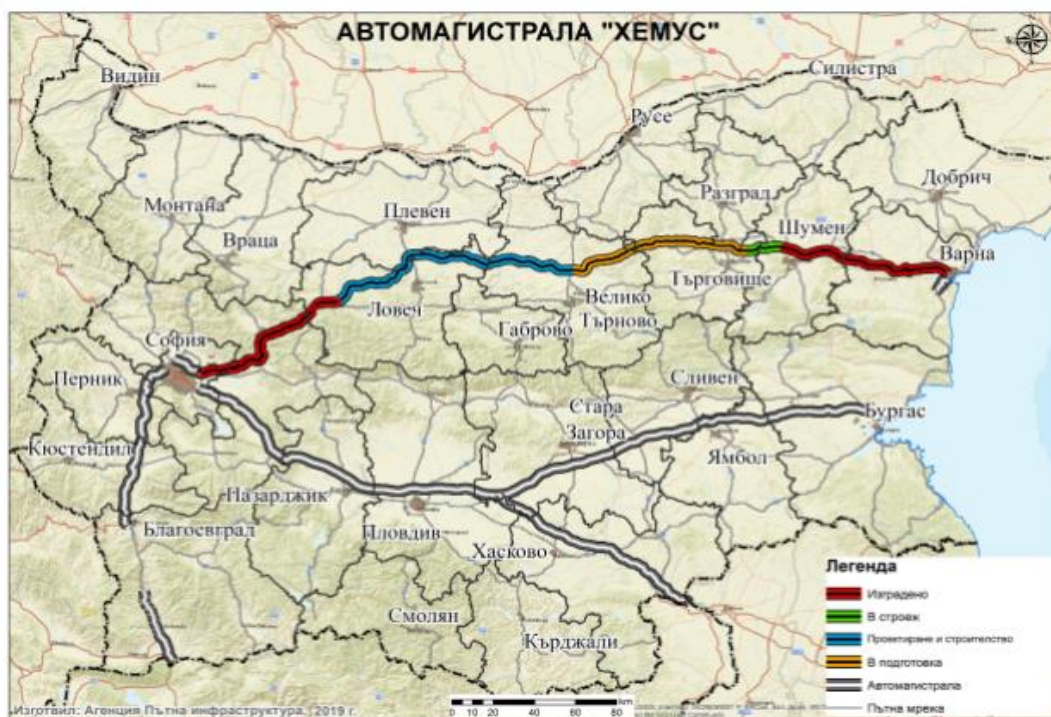 АВТОМАГИСТРАЛА "ХЕМУС"
Видин
Силистра
Русе
Добрич
Разград
Монтана
Плевен
Шумен
Враца
Варна
Търговище
Ловеч
Велико
Търново
Габрово
София
Перник
Сливен
Стара
Загора
Бургас
Кюстендил
Ямбол
Пазарджик
Благоевград
Пловдив
Хасково
Смолян
Кърджали
Легенда
Изградено
В строеж
Проектиране и строителство
В подготовка
Автомагистрала
Пътна мрежа
Изготвил: Агенция Пътна инфраструктура, 2019 г.
0 10 20 40 60 80
km